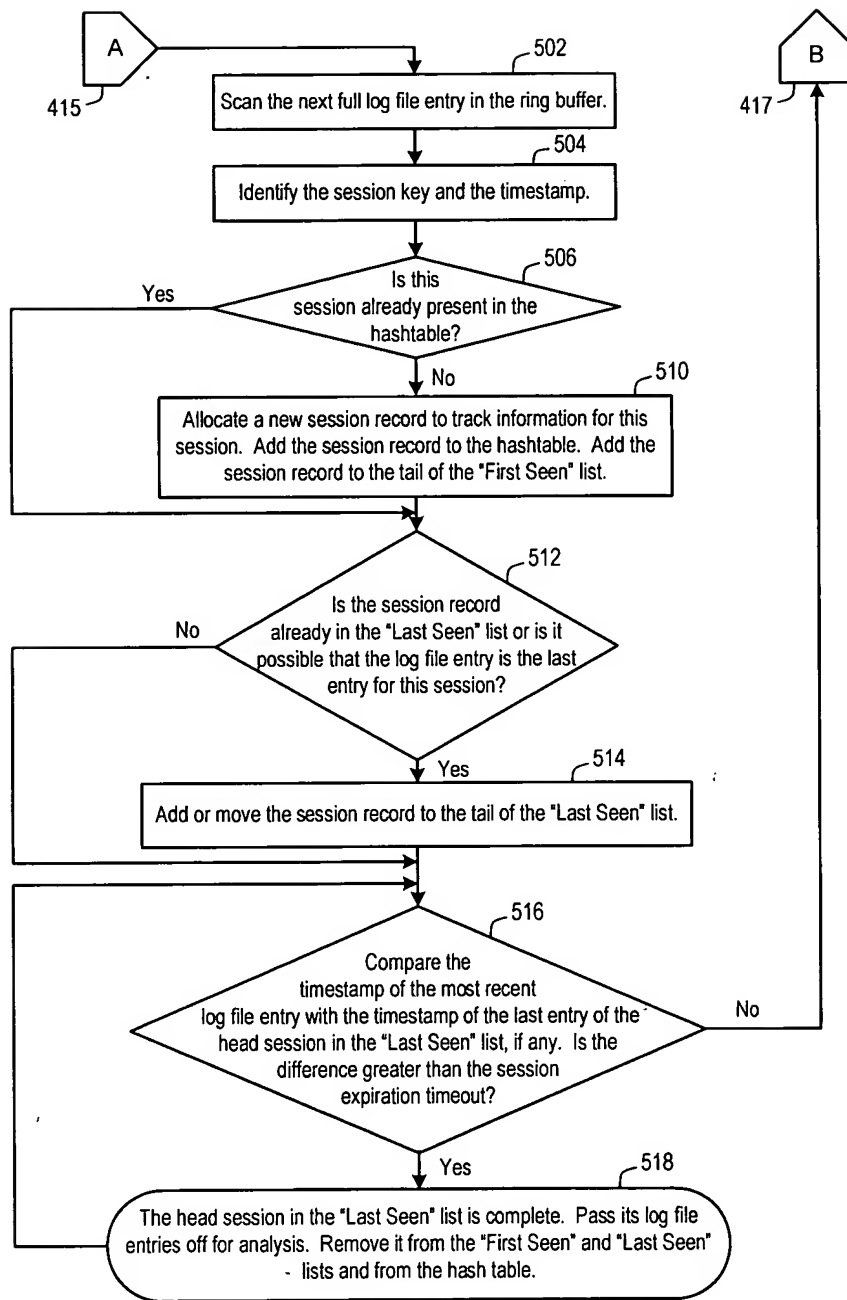 A
415
B
417
502
Scan the next full log file entry in the ring buffer.
504
Identify the session key and the timestamp.
506
Is this
session already present in the
hashtable?
Yes
No
510
Allocate a new session record to track information for this
session. Add the session record to the hashtable. Add the
session record to the tail of the "First Seen" list.
512
Is the session record
already in the "Last Seen" list or is it
possible that the log file entry is the last
entry for this session?
No
Yes
514
Add or move the session record to the tail of the "Last Seen" list.
516
Compare the
timestamp of the most recent
log file entry with the timestamp of the last entry of the
head session in the "Last Seen" list, if any. Is the
difference greater than the session
expiration timeout?
No
Yes
518
The head session in the "Last Seen" list is complete. Pass its log file
entries off for analysis. Remove it from the "First Seen" and "Last Seen"
lists and from the hash table.